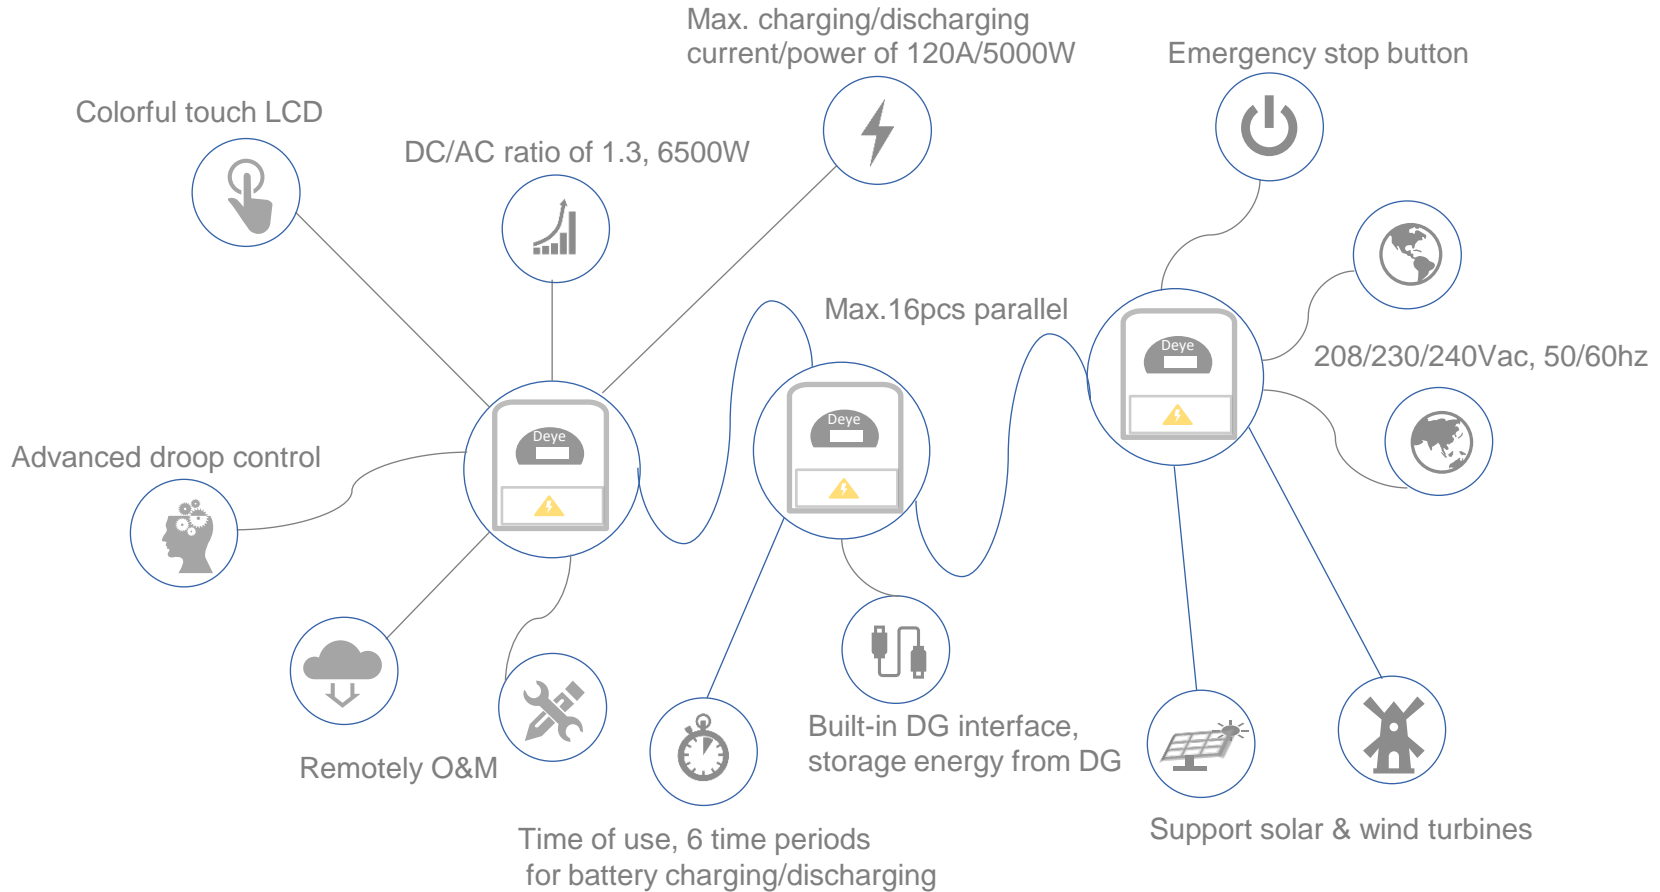 Max. charging/discharging
current/power of 120A/5000W
Emergency stop button
Colorful touch LCD
DC/AC ratio of 1.3, 6500W
Max.16pcs parallel
Deye
208/230/240Vac, 50/60hz
Deye
Deye
Advanced droop control
Built-in DG interface,
storage energy from DG
Remotely O&M
Support solar & wind turbines
Time of use, 6 time periods
for battery charging/discharging